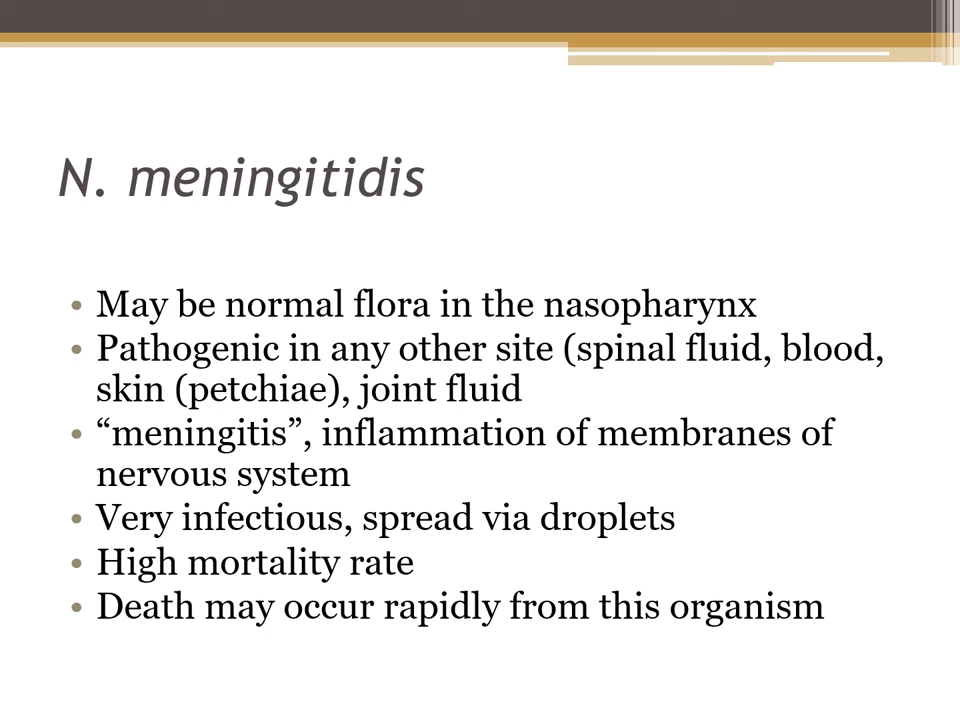 N. meningitidis
• May be normal flora in the nasopharynx
• Pathogenic in any other site (spinal fluid, blood,
skin (petchiae), joint fluid
• “meningitis”, inflammation of membranes of
nervous system
• Very infectious, spread via droplets
• High mortality rate
• Death may occur rapidly from this organism